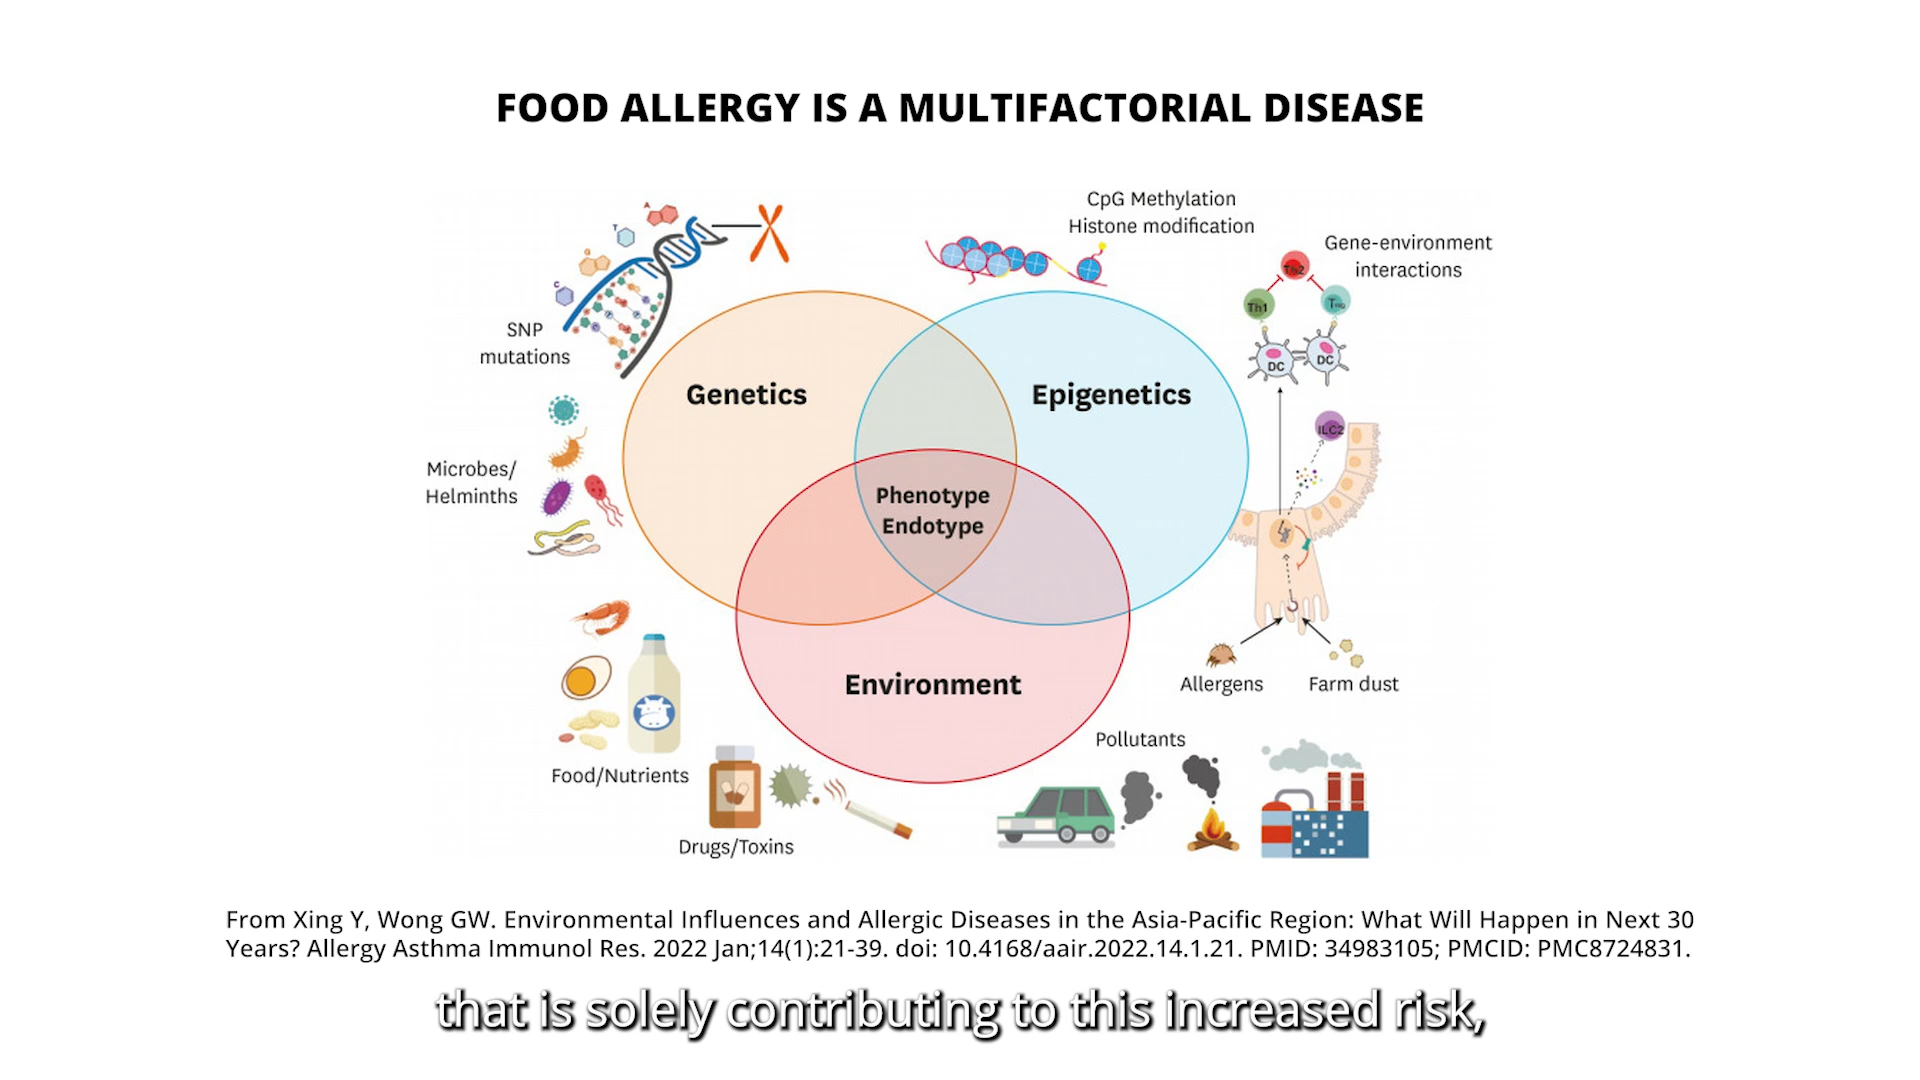 FOOD ALLERGY IS A MULTIFACTORIAL DISEASE
CpG Methylation
Histone modification
Gene-environment
interactions
A
T
G
C
Th2
Th1
DC
DC
SNP
mutations
Genetics
Epigenetics
ILC2
Microbes/
Helminths
Phenotype
Endotype
Environment
Allergens
Farm dust
Pollutants
Food/Nutrients
Drugs/Toxins
From Xing Y, Wong GW. Environmental Influences and Allergic Diseases in the Asia-Pacific Region: What Will Happen in Next 30
Years? Allergy Asthma Immunol Res. 2022 Jan;14(1):21-39. doi: 10.4168/aair.2022.14.1.21. PMID: 34983105; PMCID: PMC8724831.
that is solely contributing to this increased risk,